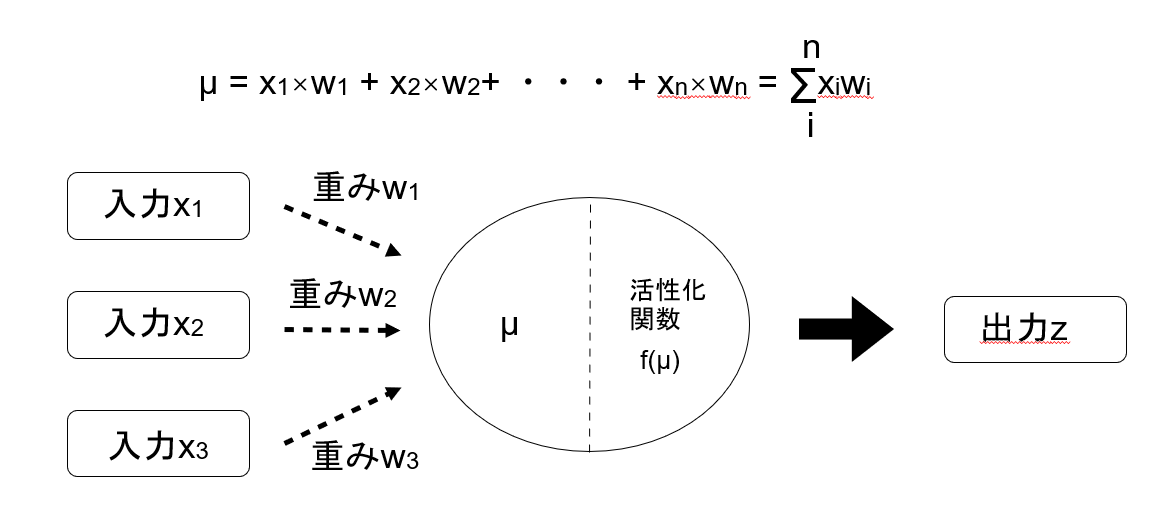 n
μ = x1×w1 + x2×w2+ ・・・ + xn×wn = ∑xiwi
i
重みw1
入力x1
重みw2
入力x2
μ
活性化
関数
f(μ)
出力z
入力x3
重みw3